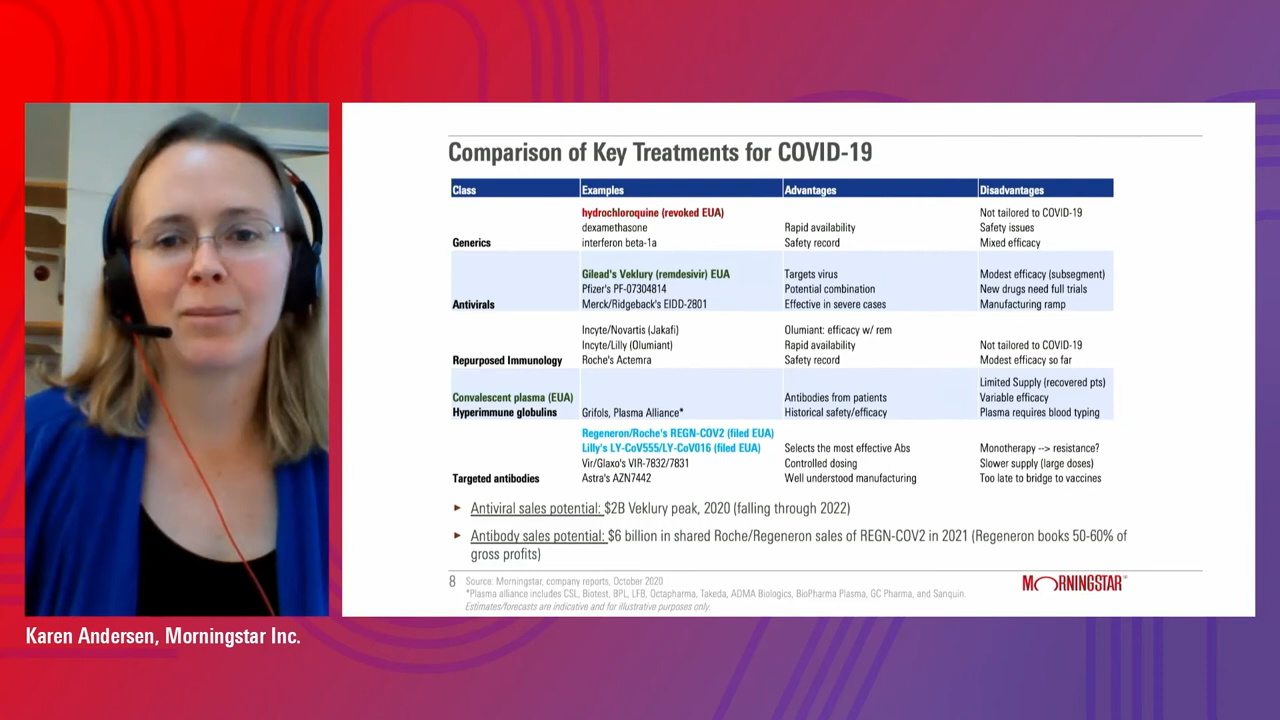 Comparison of Key Treatments for COVID-19
Class Examples Advantages Disadvantages
hydrochloroquine (revoked EUA) Not tailored to COVID-19
dexamethasone Rapid availability Safety issues
Generics interferon beta-1a Safety record Mixed efficacy
Gilead's Veklury (remdesivir) EUA Targets virus Modest efficacy (subsegment)
Pfizer's PF-07304814 Potential combination New drugs need full trials
Antivirals Merck/Ridgeback's EIDD-2801 Effective in severe cases Manufacturing ramp
Incyte/Novartis (Jakafi) Olumiant: efficacy w/ rem
Incyte/Lilly (Olumiant) Rapid availability Not tailored to COVID-19
Repurposed Immunology Roche's Actemra Safety record Modest efficacy so far
Limited Supply (recovered pts)
Convalescent plasma (EUA) Antibodies from patients Variable efficacy
Hyperimmune globulins Grifols, Plasma Alliance* Historical safety/efficacy Plasma requires blood typing
Regeneron/Roche's REGN-COV2 (filed EUA)
Lilly's LY-CoV555/LY-CoV016 (filed EUA) Selects the most effective Abs Monotherapy --> resistance?
Vir/Glaxo's VIR-7832/7831 Controlled dosing Slower supply (large doses)
Targeted antibodies Astra's AZN7442 Well understood manufacturing Too late to bridge to vaccines
Antiviral sales potential: $2B Veklury peak, 2020 (falling through 2022)
Antibody sales potential: $6 billion in shared Roche/Regeneron sales of REGN-COV2 in 2021 (Regeneron books 50-60% of
gross profits)
8 Source: Morningstar, company reports, October 2020
*Plasma alliance includes CSL, Biotest, BPL, LFB, Octapharma, Takeda, ADMA Biologics, BioPharma Plasma, GC Pharma, and Sanquin.
Estimates/forecasts are indicative and for illustrative purposes only.
MORNINGSTAR®
Karen Andersen, Morningstar Inc.